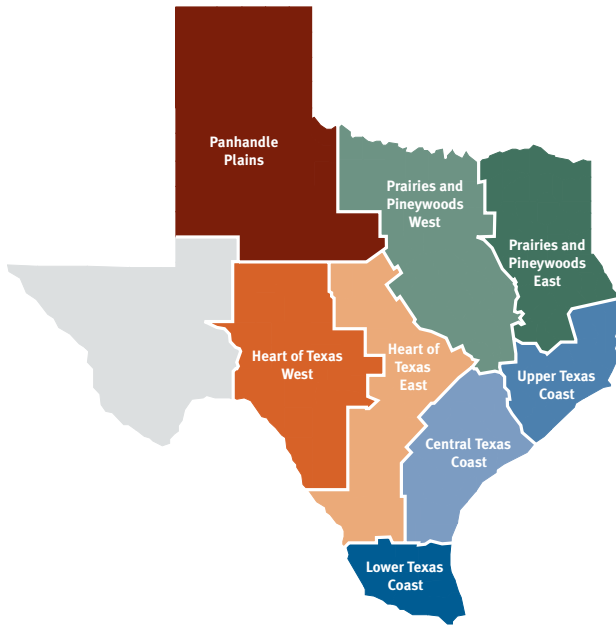 Panhandle
Plains
Prairies and
Pineywoods
West
Prairies and
Pineywoods
East
Heart of Texas
West
Heart of
Texas
East
Upper Texas
Coast
Central Texas
Coast
Lower Texas
Coast